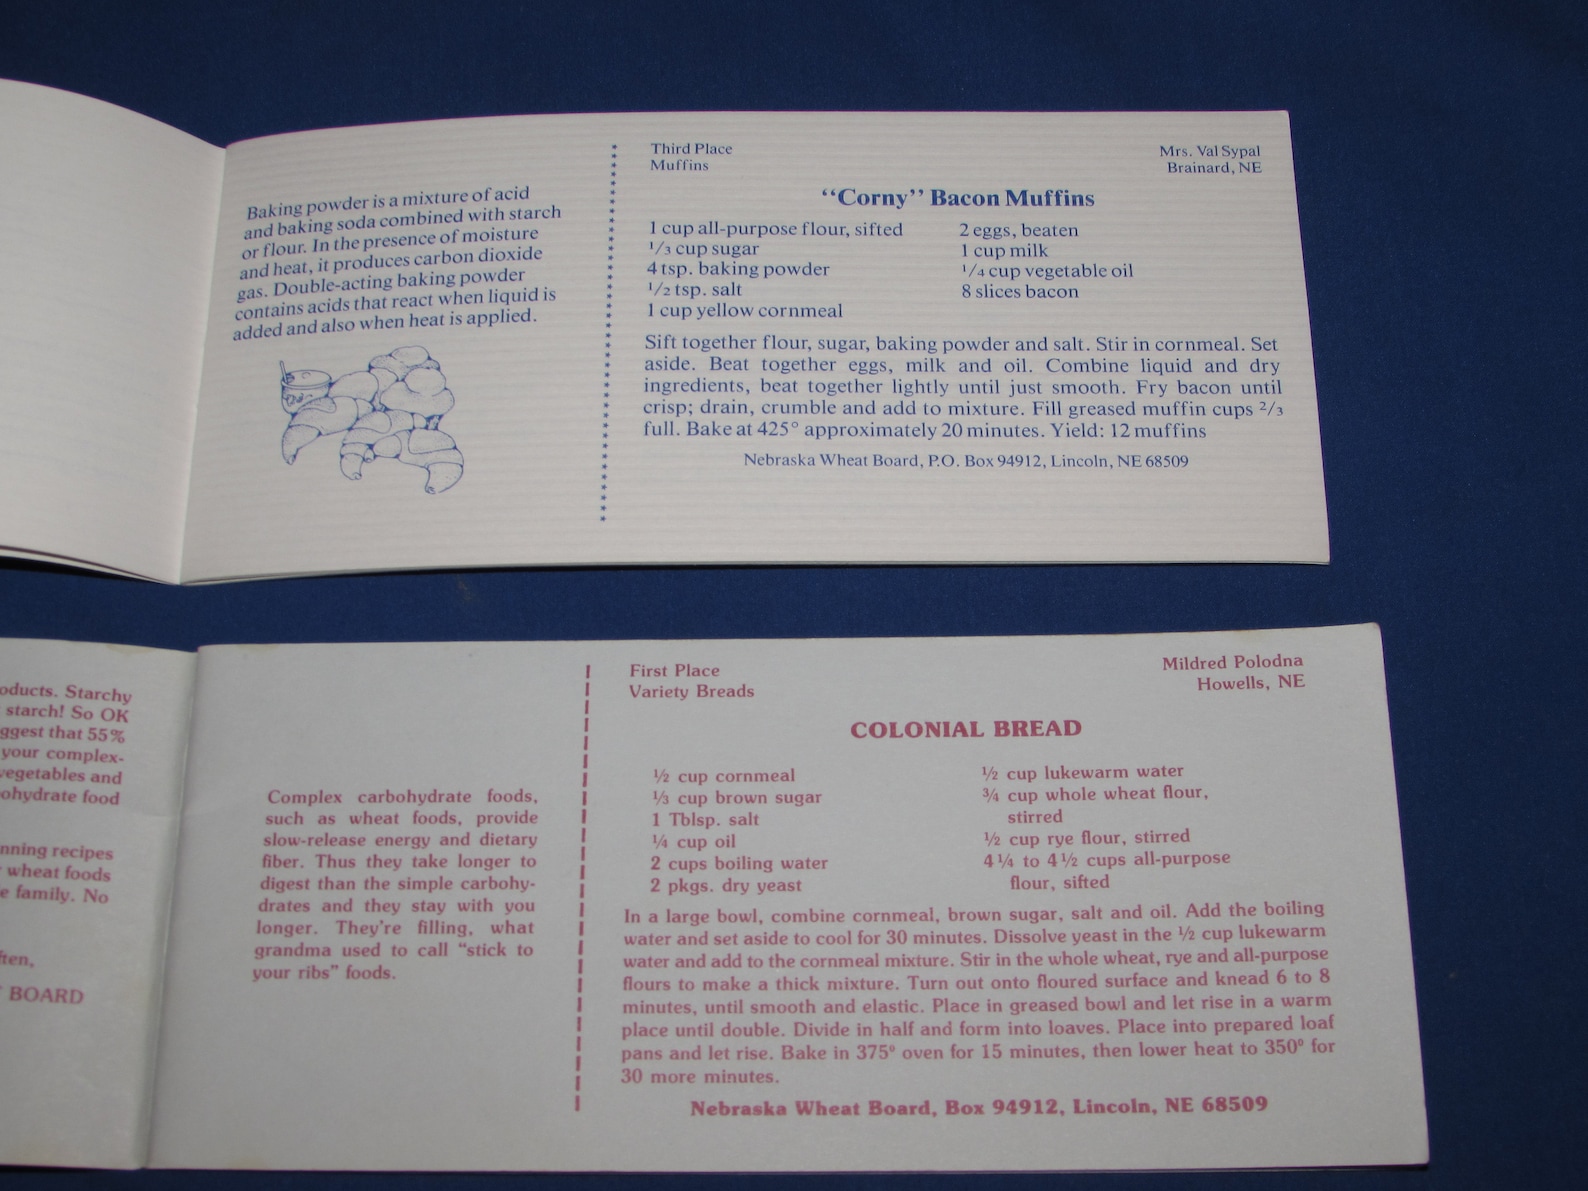 Baking powder is a mixture of acid
and baking soda combined with starch
or flour. In the presence of moisture
and heat, it produces carbon dioxide
gas. Double-acting baking powder
contains acids that react when liquid is
added and also when heat is applied.
Third Place
Muffins
Mrs. Val Sypal
Brainard, NE
“Corny” Bacon Muffins
1 cup all-purpose flour, sifted
1/3 cup sugar
4 tsp. baking powder
1/2 tsp. salt
1 cup yellow cornmeal
2 eggs, beaten
1 cup milk
1/4 cup vegetable oil
8 slices bacon
Sift together flour, sugar, baking powder and salt. Stir in cornmeal. Set
aside. Beat together eggs, milk and oil. Combine liquid and dry
ingredients, beat together lightly until just smooth. Fry bacon until
crisp; drain, crumble and add to mixture. Fill greased muffin cups 2/3
full. Bake at 425° approximately 20 minutes. Yield: 12 muffins
Nebraska Wheat Board, P.O. Box 94912, Lincoln, NE 68509
oducts. Starchy
starch! So OK
ggest that 55%
your complex-
vegetables and
ohydrate food
nning recipes
wheat foods
e family. No
ften,
BOARD
Complex carbohydrate foods,
such as wheat foods, provide
slow-release energy and dietary
fiber. Thus they take longer to
digest than the simple carbohy-
drates and they stay with you
longer. They’re filling, what
grandma used to call “stick to
your ribs” foods.
First Place
Variety Breads
Mildred Polodna
Howells, NE
COLONIAL BREAD
½ cup cornmeal
⅓ cup brown sugar
1 Tblsp. salt
¼ cup oil
2 cups boiling water
2 pkgs. dry yeast
½ cup lukewarm water
¾ cup whole wheat flour,
stirred
½ cup rye flour, stirred
4¼ to 4½ cups all-purpose
flour, sifted
In a large bowl, combine cornmeal, brown sugar, salt and oil. Add the boiling
water and set aside to cool for 30 minutes. Dissolve yeast in the ½ cup lukewarm
water and add to the cornmeal mixture. Stir in the whole wheat, rye and all-purpose
flours to make a thick mixture. Turn out onto floured surface and knead 6 to 8
minutes, until smooth and elastic. Place in greased bowl and let rise in a warm
place until double. Divide in half and form into loaves. Place into prepared loaf
pans and let rise. Bake in 375° oven for 15 minutes, then lower heat to 350° for
30 more minutes.
Nebraska Wheat Board, Box 94912, Lincoln, NE 68509